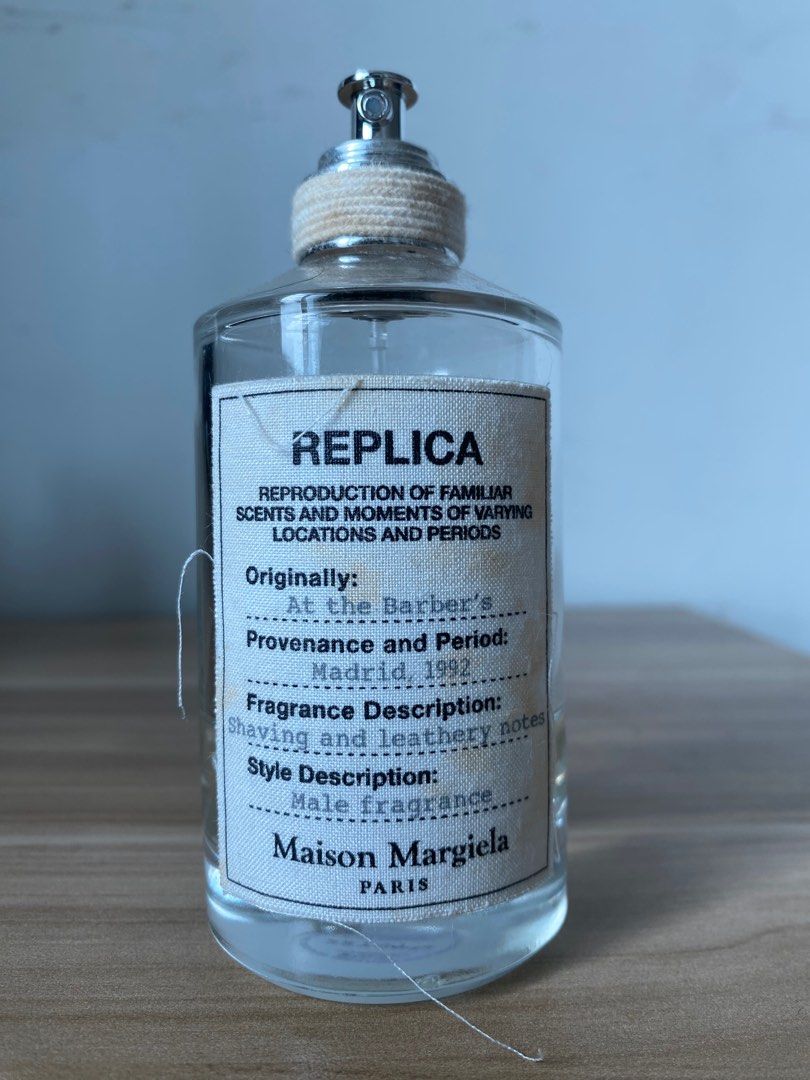 REPLICA
REPRODUCTION OF FAMILIAR
SCENTS AND MOMENTS OF VARYING
LOCATIONS AND PERIODS
Originally:
At the Barber's
Provenance and Period:
Madrid, 1992
Fragrance Description:
Shaving and leathery notes
Style Description:
Male fragrance
Maison Margiela
PARIS